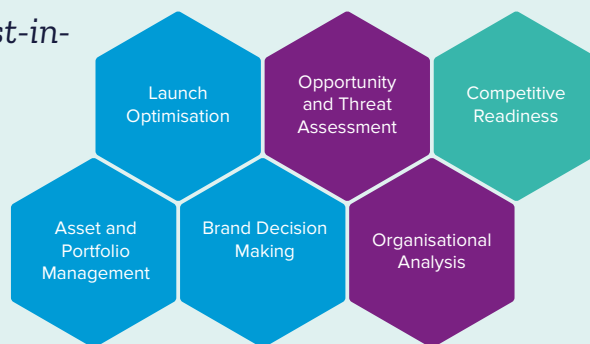 st-in-
Launch
Optimisation
Opportunity
and Threat
Assessment
Competitive
Readiness
Asset and
Portfolio
Management
Brand Decision
Making
Organisational
Analysis